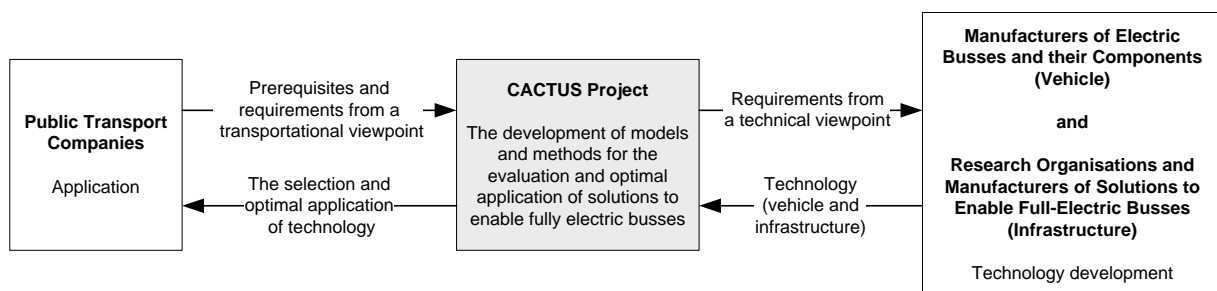 Public Transport
Companies
Application
Prerequisites and
requirements from a
transportational viewpoint
The selection and
optimal application
of technology
CACTUS Project
The development of models
and methods for the
evaluation and optimal
application of solutions to
enable fully electric busses
Requirements from
a technical viewpoint
Technology
(vehicle and
infrastructure)
Manufacturers of Electric
Busses and their Components
(Vehicle)
and
Research Organisations and
Manufacturers of Solutions to
Enable Full-Electric Busses
(Infrastructure)
Technology development